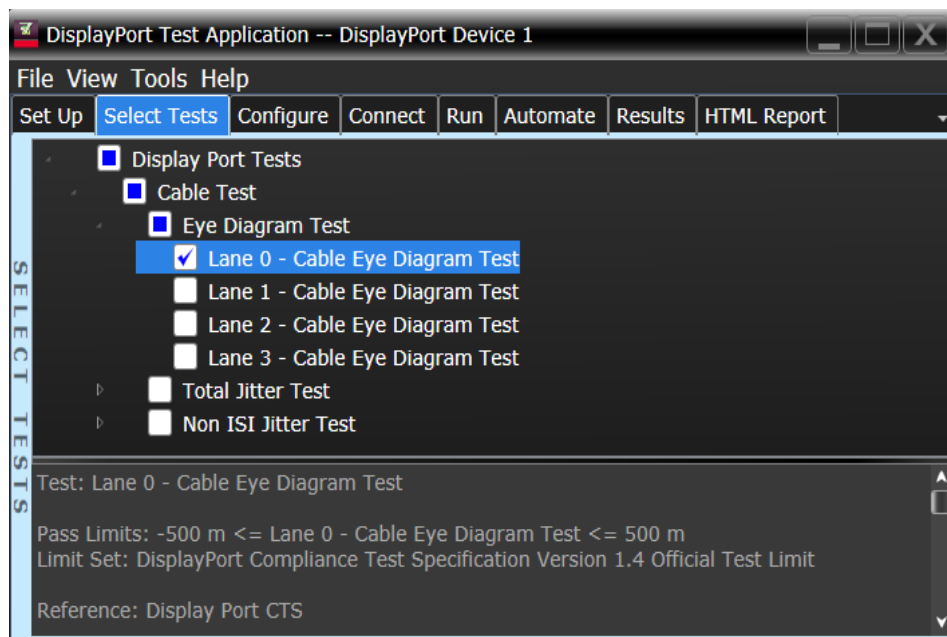 DisplayPort Test Application -- DisplayPort Device 1
File View Tools Help
Set Up Select Tests Configure Connect Run Automate Results HTML Report
SELECT TESTS
Display Port Tests
Cable Test
Eye Diagram Test
Lane 0 - Cable Eye Diagram Test
Lane 1 - Cable Eye Diagram Test
Lane 2 - Cable Eye Diagram Test
Lane 3 - Cable Eye Diagram Test
Total Jitter Test
Non ISI Jitter Test
Test: Lane 0 - Cable Eye Diagram Test
Pass Limits: -500 m <= Lane 0 - Cable Eye Diagram Test <= 500 m
Limit Set: DisplayPort Compliance Test Specification Version 1.4 Official Test Limit
Reference: Display Port CTS